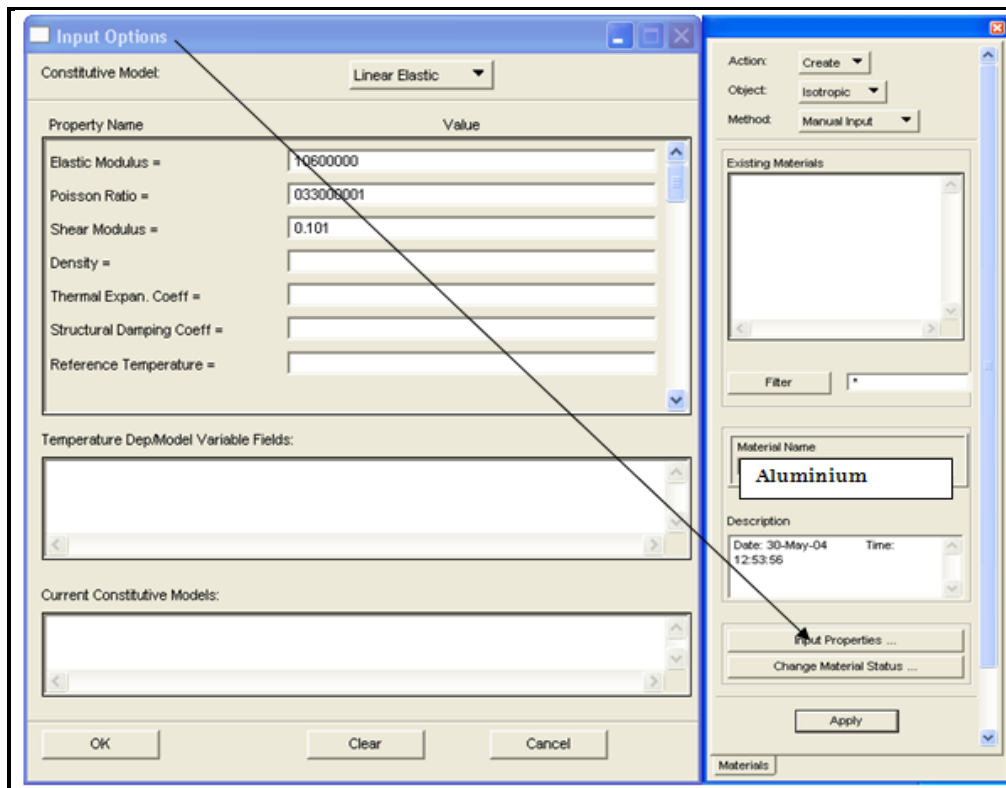 Input Options
Constitutive Model: Linear Elastic
Property Name Value
Elastic Modulus = 10600000
Poisson Ratio = 033000001
Shear Modulus = 0.101
Density =
Thermal Expan. Coeff =
Structural Damping Coeff =
Reference Temperature =
Temperature Dep/Model Variable Fields:
Current Constitutive Models:
OK Clear Cancel
Action: Create
Object: Isotropic
Method: Manual Input
Existing Materials
Filter *
Material Name
Aluminium
Description
Date: 30-May-04 Time:
12:53:56
Input Properties ...
Change Material Status ...
Apply
Materials